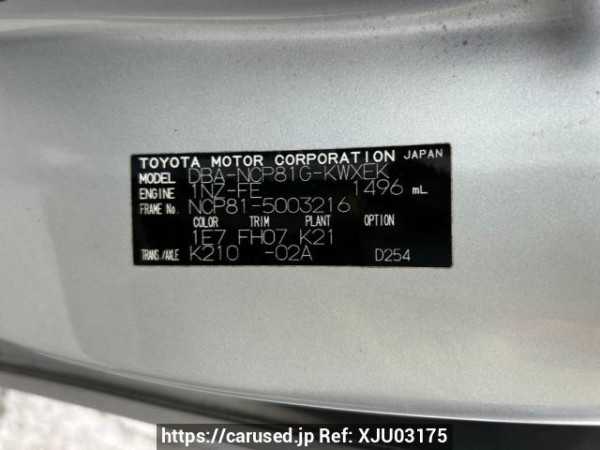 TOYOTA MOTOR CORPORATION JAPAN
MODEL DBA-NCP81G-KWXEK
ENGINE 1NZ-FE 1496 mL
FRAME No. NCP81-5003216
COLOR TRIM PLANT OPTION
1E7 FH07 K21
TRANS./AXLE K210 -02A D254
https://carused.jp Ref: XJU03175